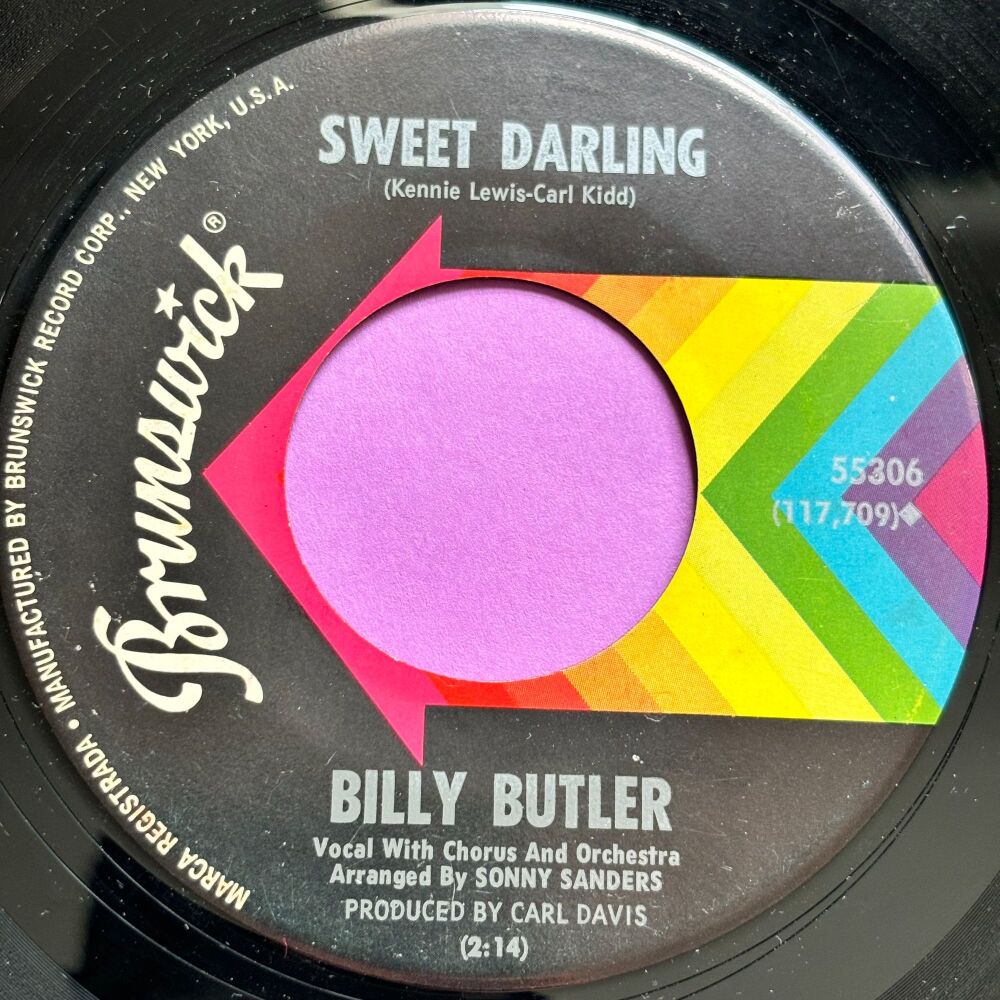 SWEET DARLING
(Kennie Lewis-Carl Kidd)
Brunswick®
MARCA REGISTRADA • MANUFACTURED BY BRUNSWICK RECORD CORP., NEW YORK, U.S.A.
55306
(117,709)◆
BILLY BUTLER
Vocal With Chorus And Orchestra
Arranged By SONNY SANDERS
PRODUCED BY CARL DAVIS
(2:14)